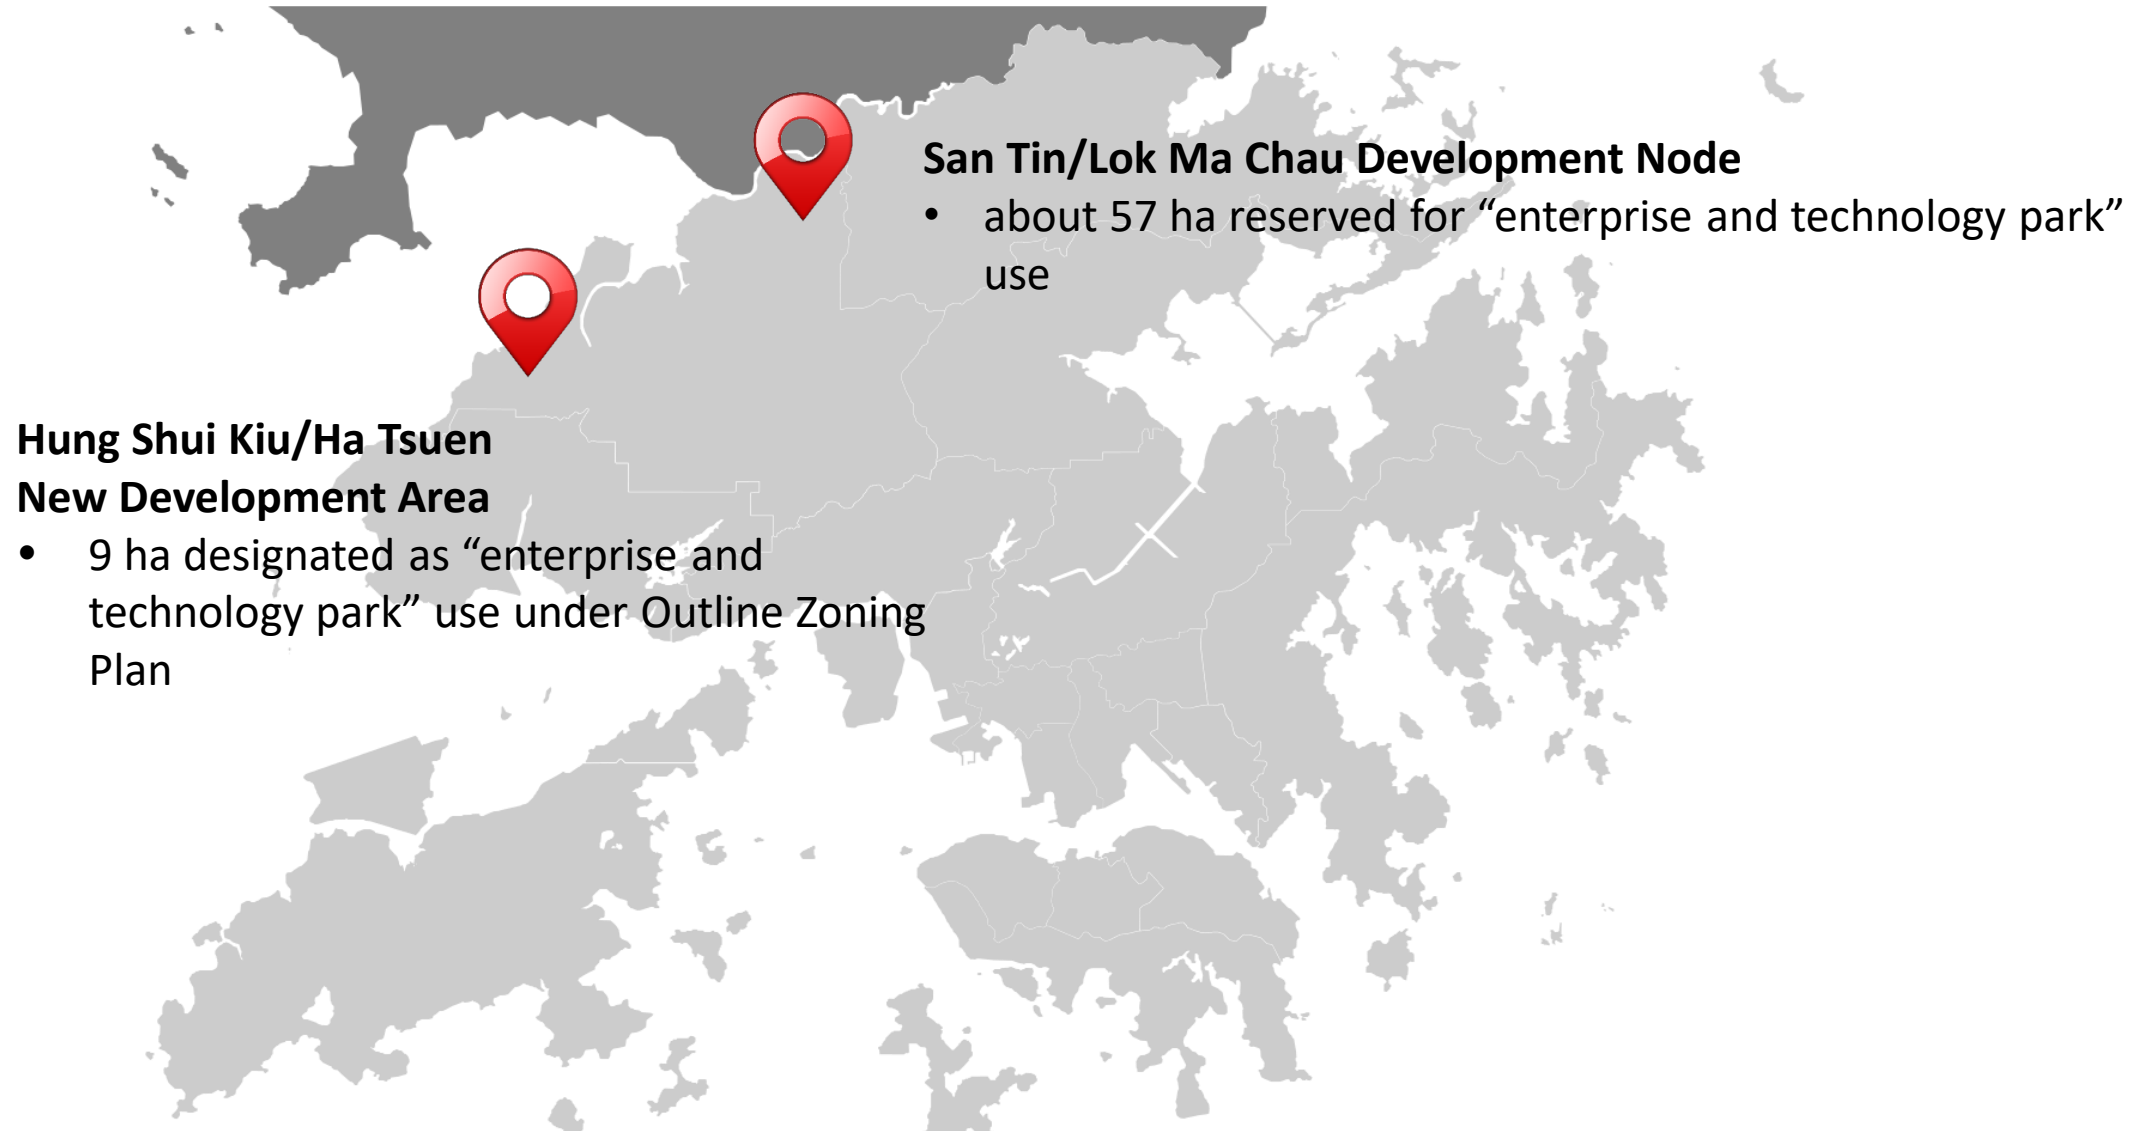 San Tin/Lok Ma Chau Development Node
• about 57 ha reserved for “enterprise and technology park”
use
Hung Shui Kiu/Ha Tsuen
New Development Area
• 9 ha designated as “enterprise and
technology park” use under Outline Zoning
Plan